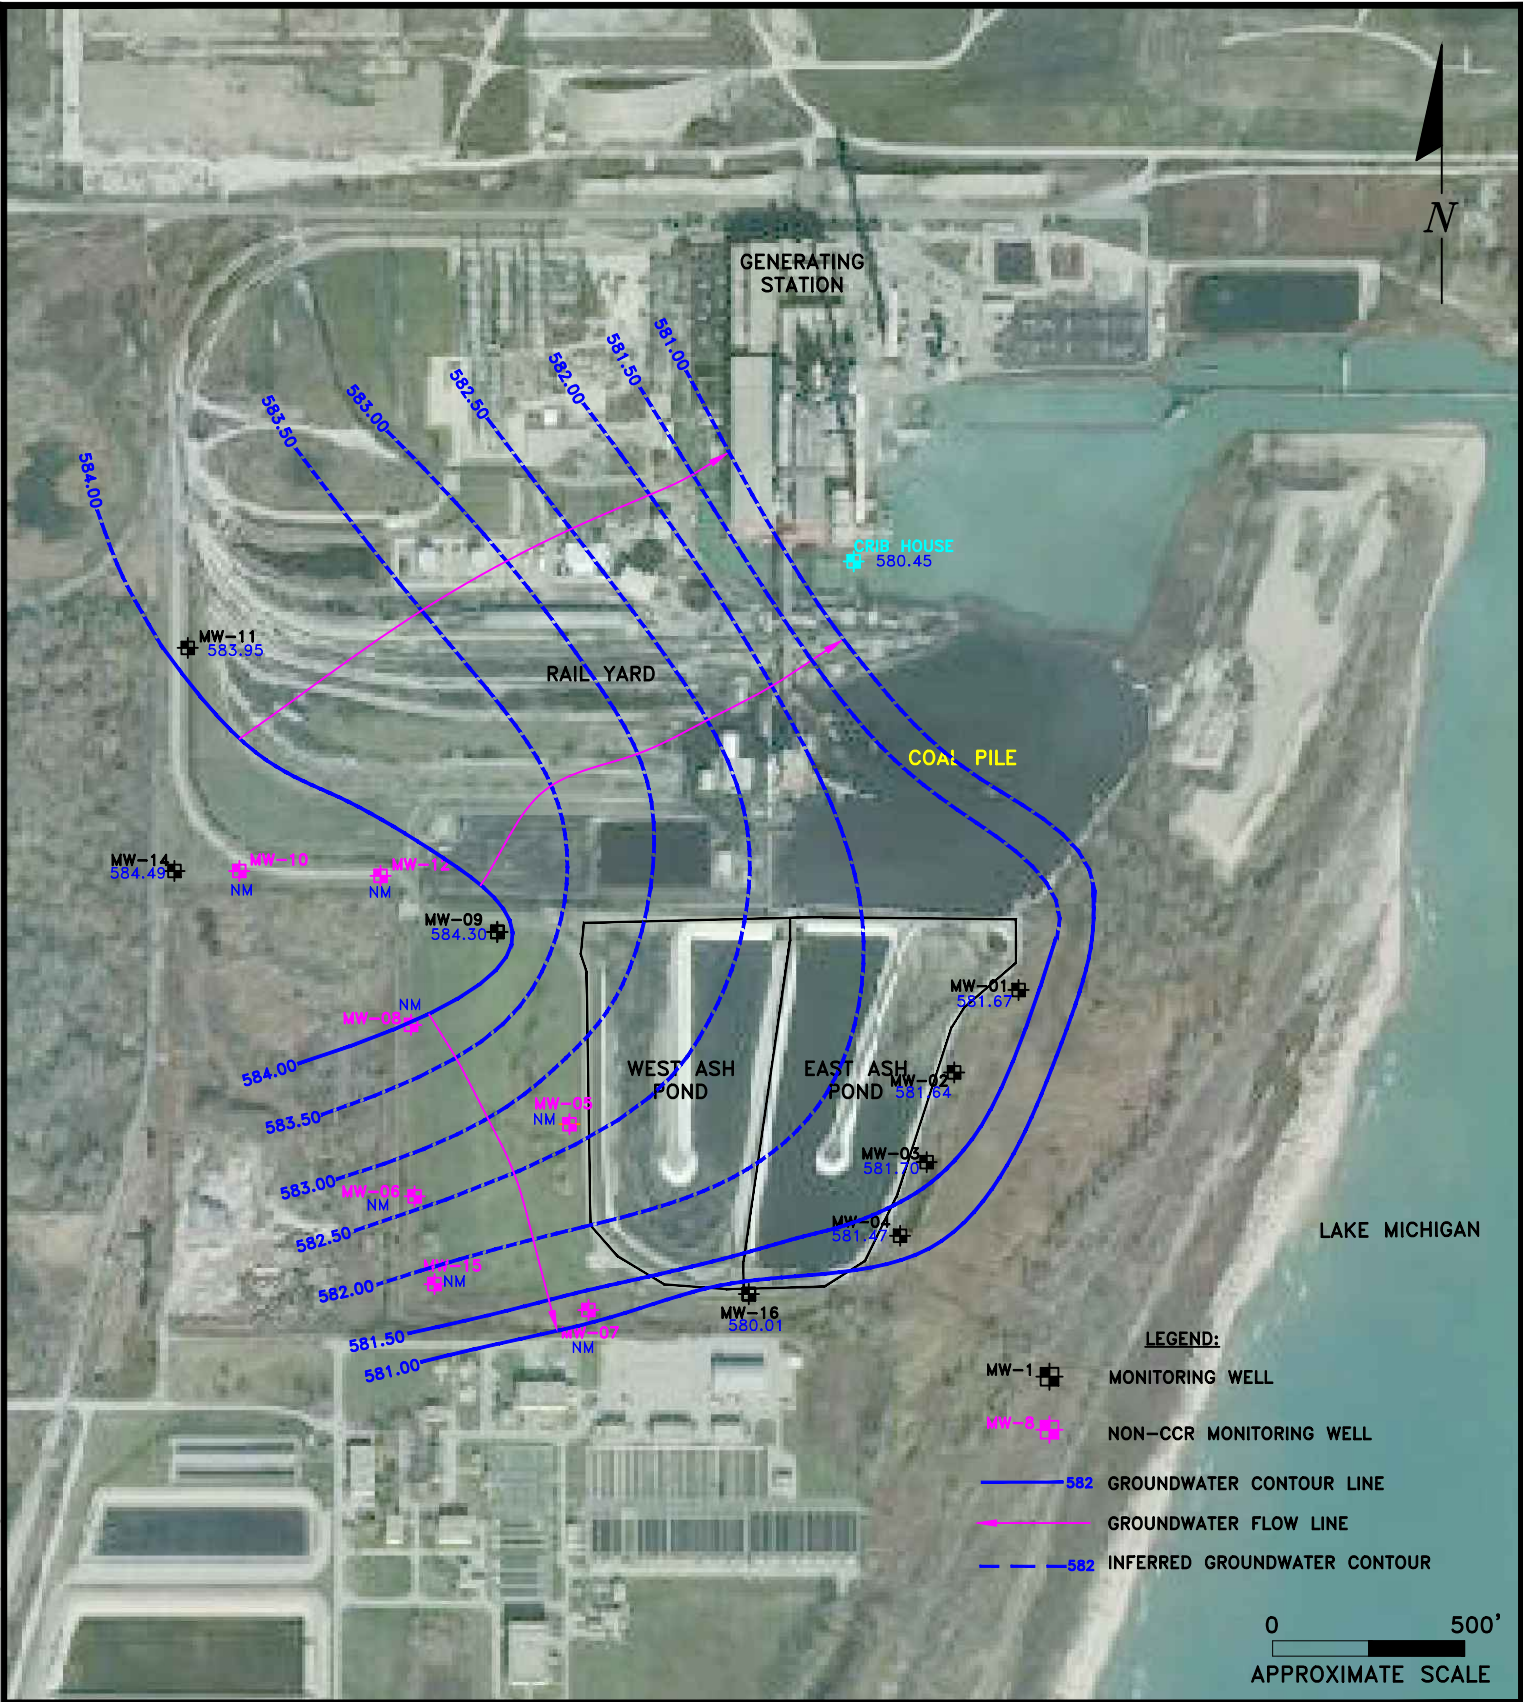 N
GENERATING
STATION
581.00
581.50
582.00
582.50
583.00
583.50
584.00
CRIB HOUSE
580.45
MW-11
583.95
RAIL YARD
COAL PILE
MW-14
584.49
MW-10
NM
MW-12
NM
MW-09
584.30
MW-01
581.67
NM
MW-08
584.00
WEST ASH
POND
EAST ASH
POND
MW-02
581.64
583.50
MW-05
NM
MW-03
581.70
583.00
MW-06
NM
582.50
MW-04
581.47
LAKE MICHIGAN
582.00
MW-15
NM
MW-16
580.01
581.50
MW-07
NM
581.00
LEGEND:
MW-1
MONITORING WELL
MW-8
NON-CCR MONITORING WELL
582 GROUNDWATER CONTOUR LINE
GROUNDWATER FLOW LINE
582 INFERRED GROUNDWATER CONTOUR
0 500'
APPROXIMATE SCALE